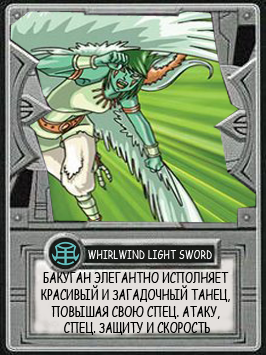 WHIRLWIND LIGHT SWORD
БАКУГАН ЭЛЕГАНТНО ИСПОЛНЯЕТ
КРАСИВЫЙ И ЗАГАДОЧНЫЙ ТАНЕЦ,
ПОВЫШАЯ СВОЮ СПЕЦ. АТАКУ,
СПЕЦ. ЗАЩИТУ И СКОРОСТЬ